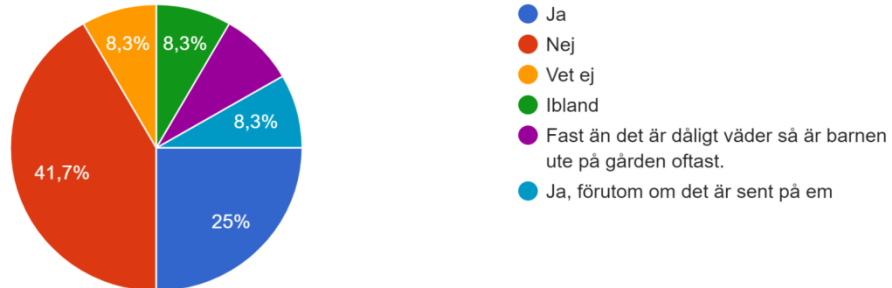 8,3%
8,3%
8,3%
41,7%
25%
Ja
Nej
Vet ej
Ibland
Fast än det är dåligt väder så är barnen
ute på gården oftast.
Ja, förutom om det är sent på em